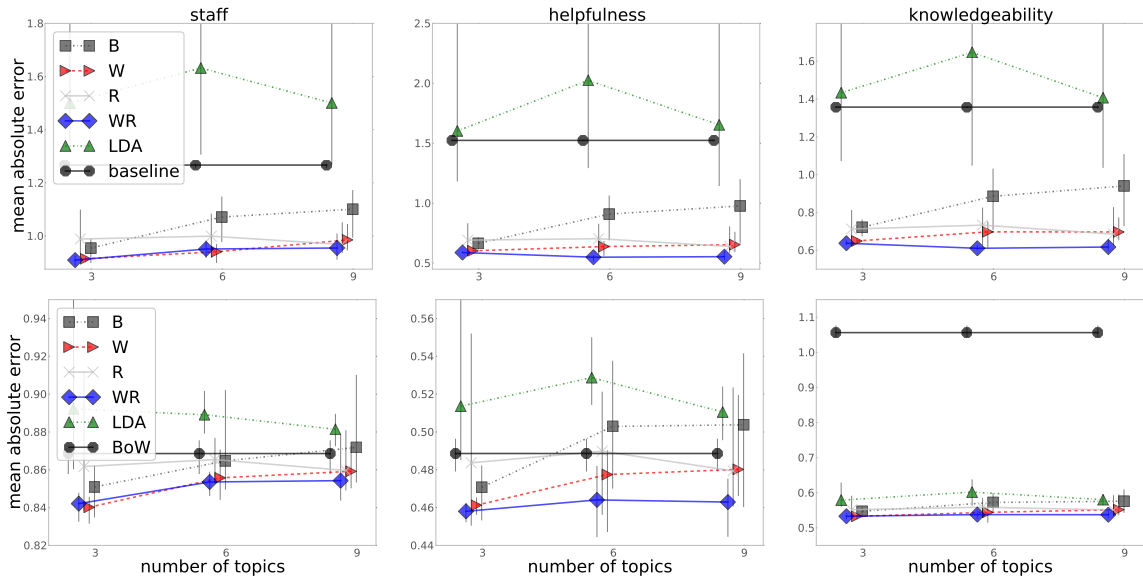 staff
helpfulness
knowledgeability
mean absolute error
1.8
1.6
1.4
1.2
1.0
3
6
9
B
W
R
WR
LDA
baseline
2.5
2.0
1.5
1.0
0.5
3
6
9
1.6
1.4
1.2
1.0
0.8
0.6
3
6
9
mean absolute error
0.94
0.92
0.90
0.88
0.86
0.84
0.82
3
6
9
number of topics
B
W
R
WR
LDA
BoW
0.56
0.54
0.52
0.50
0.48
0.46
0.44
3
6
9
number of topics
1.1
1.0
0.9
0.8
0.7
0.6
0.5
3
6
9
number of topics